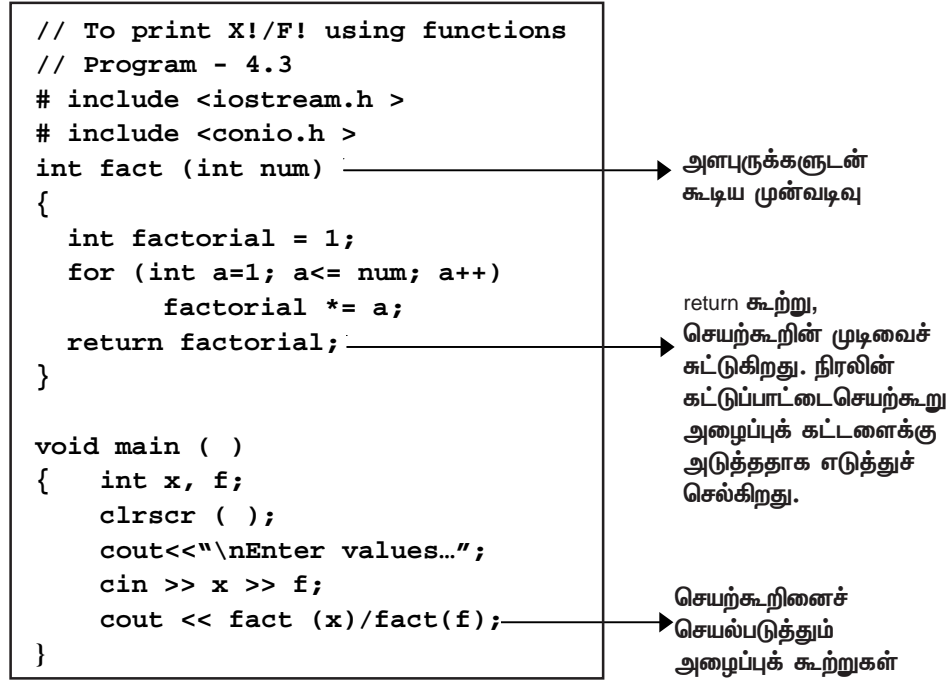 // To print X!/F! using functions
// Program - 4.3
# include <iostream.h >
# include <conio.h >
int fact (int num)
{
int factorial = 1;
for (int a=1; a<= num; a++)
factorial *= a;
return factorial;
}
void main ( )
{ int x, f;
clrscr ( );
cout<<“\nEnter values…”;
cin >> x >> f;
cout << fact (x)/fact(f);
}
அளபுருக்களுடன்
கூடிய முன்வடிவு
return கூற்று,
செயற்கூறின் முடிவைச்
சுட்டுகிறது. நிரலின்
கட்டுப்பாட்டைசெயற்கூறு
அழைப்புக் கட்டளைக்கு
அடுத்ததாக எடுத்துச்
செல்கிறது.
செயற்கூறினைச்
செயல்படுத்தும்
அழைப்புக் கூற்றுகள்